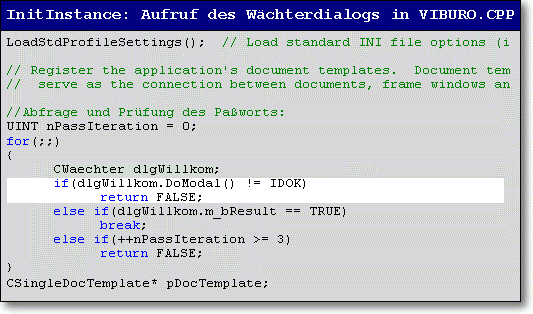 InitInstance: Aufruf des Wächterdialogs in VIBURO.CPP
LoadStdProfileSettings();  // Load standard INI file options (i
// Register the application's document templates.  Document tem
//  serve as the connection between documents, frame windows an
//Abfrage und Prüfung des Paßworts:
UINT nPassIteration = 0;
for(;;)
{
CWaechter dlgWillkom;
if(dlgWillkom.DoModal() != IDOK)
return FALSE;
else if(dlgWillkom.m_bResult == TRUE)
break;
else if(++nPassIteration >= 3)
return FALSE;
}
CSingleDocTemplate* pDocTemplate;